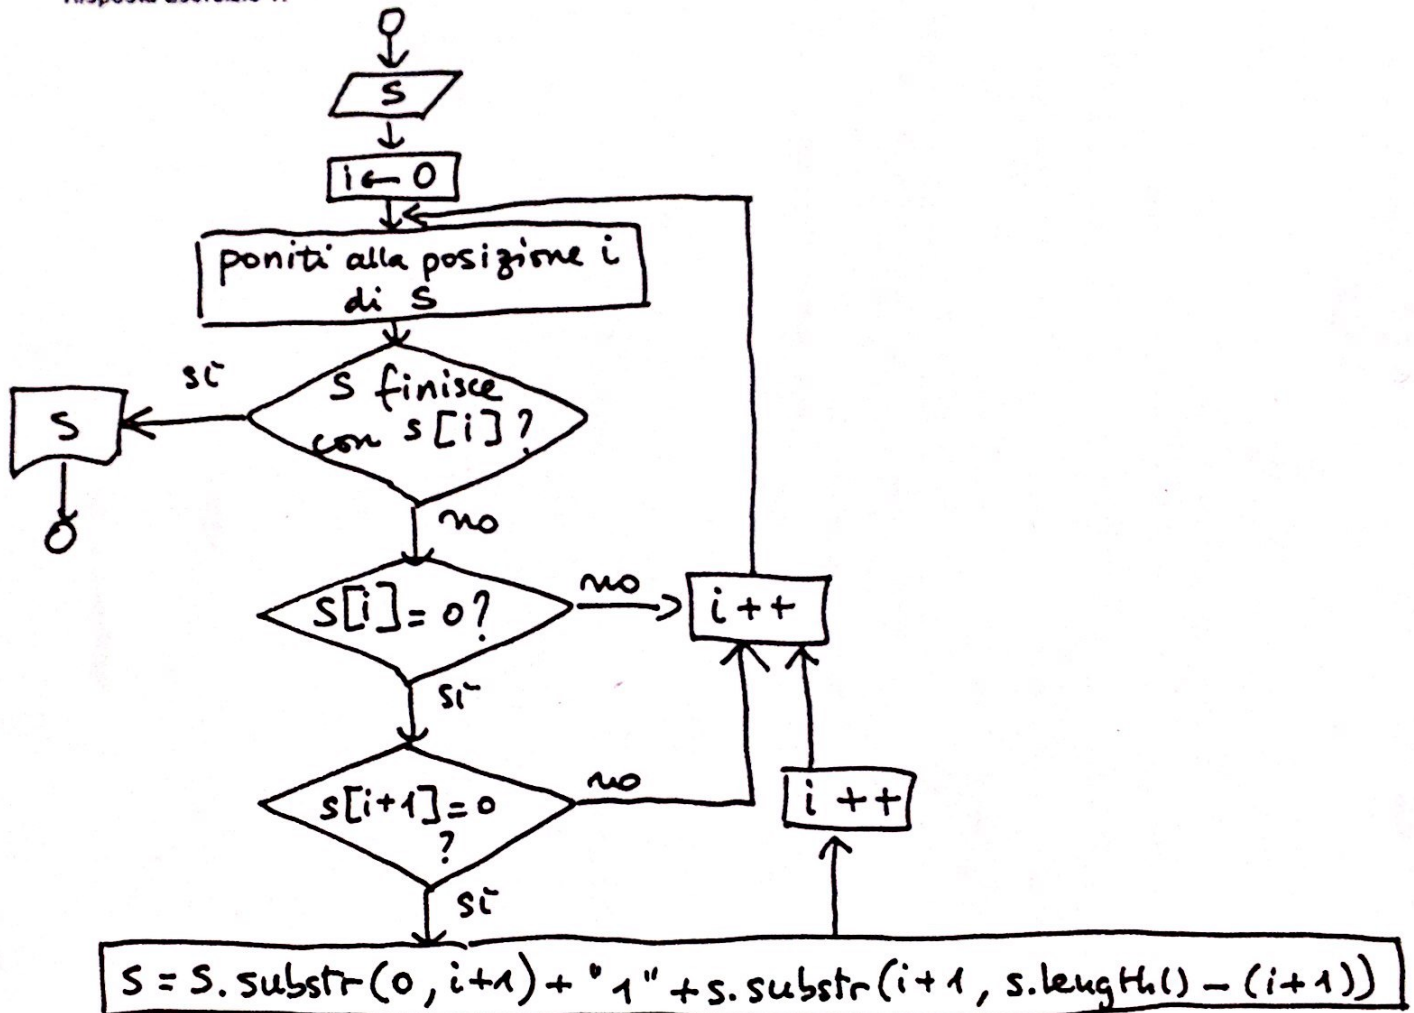 S
i ← 0
poniti alla posizione i
di S
sì
S finisce
con s[i]?
S
no
S[i]=0?
no
i++
sì
s[i+1]=0
?
no
i++
sì
S = S.substr(0, i+1) + "1" + s.substr(i+1, s.length() - (i+1))